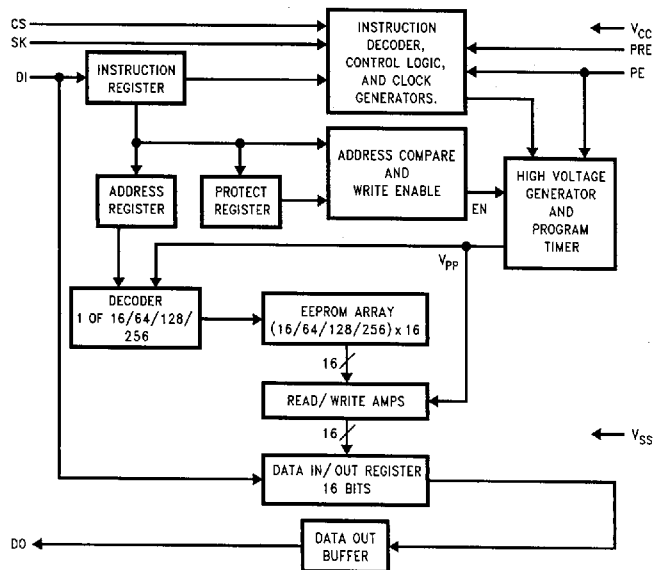 CS
SK
DI
INSTRUCTION
REGISTER
INSTRUCTION
DECODER,
CONTROL LOGIC,
AND CLOCK
GENERATORS.
VCC
PRE
PE
ADDRESS
REGISTER
PROTECT
REGISTER
ADDRESS COMPARE
AND
WRITE ENABLE
EN
HIGH VOLTAGE
GENERATOR
AND
PROGRAM
TIMER
VPP
DECODER
1 OF 16/64/128/
256
EEPROM ARRAY
(16/64/128/256) x 16
16
READ/WRITE AMPS
16
VSS
DATA IN/OUT REGISTER
16 BITS
DO
DATA OUT
BUFFER